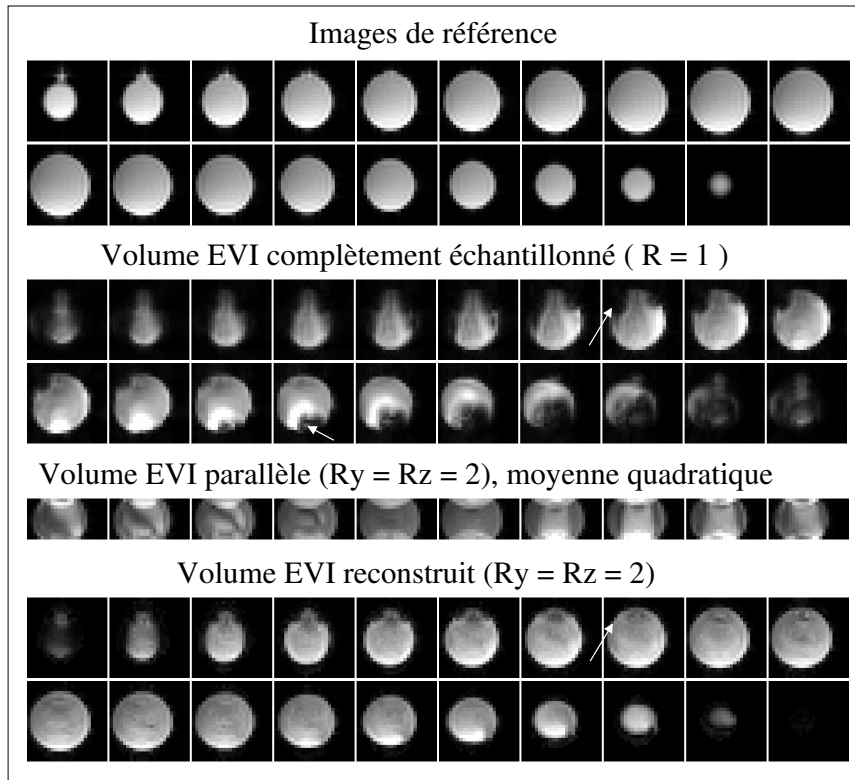 Images de référence
Volume EVI complètement échantillonné ( R = 1 )
Volume EVI parallèle (Ry = Rz = 2), moyenne quadratique
Volume EVI reconstruit (Ry = Rz = 2)